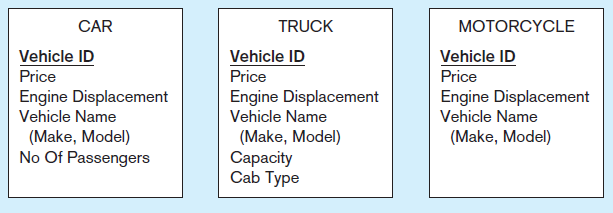 CAR
Vehicle ID
Price
Engine Displacement
Vehicle Name
(Make, Model)
No Of Passengers
TRUCK
Vehicle ID
Price
Engine Displacement
Vehicle Name
(Make, Model)
Capacity
Cab Type
MOTORCYCLE
Vehicle ID
Price
Engine Displacement
Vehicle Name
(Make, Model)